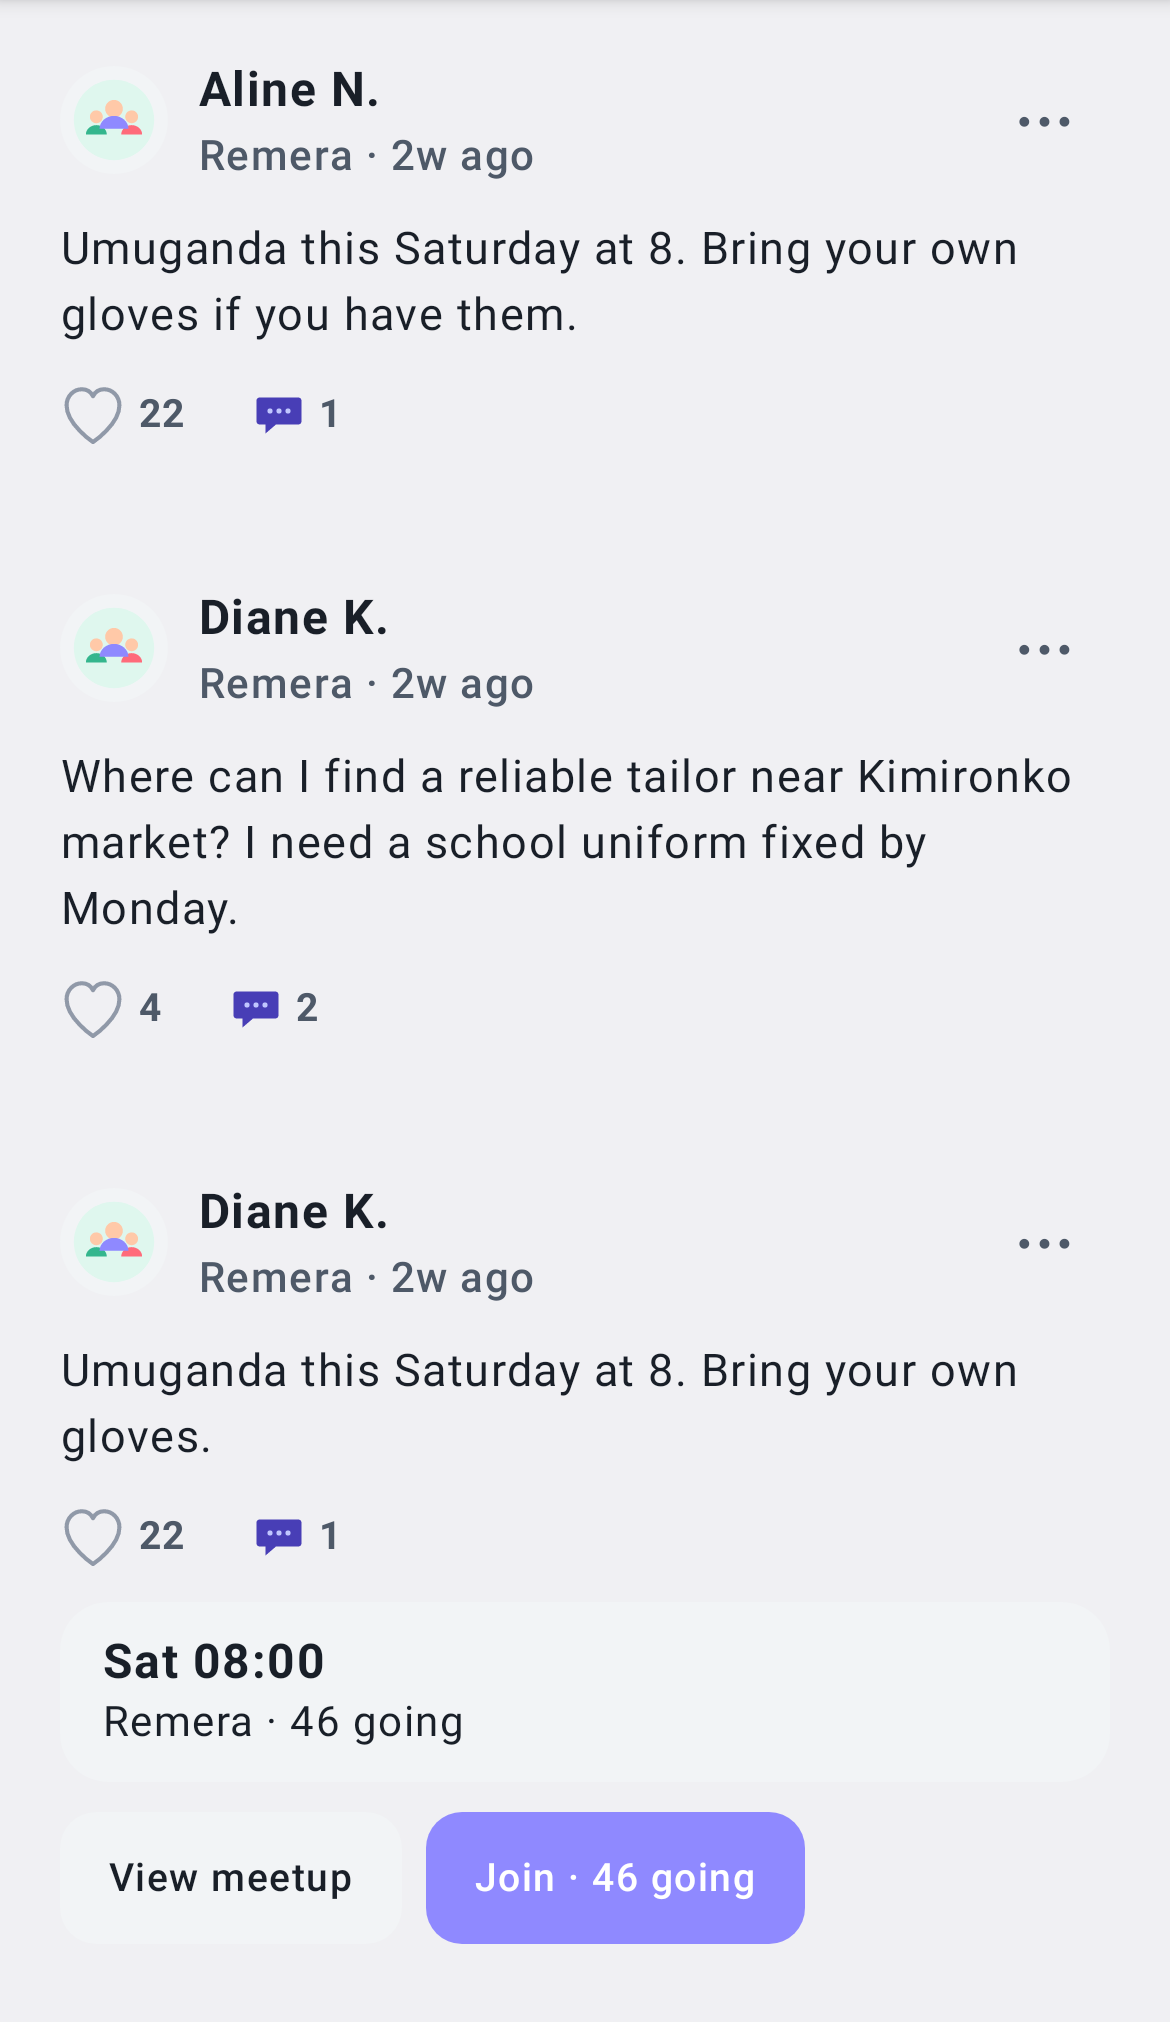 Aline N.
Remera · 2w ago
Umuganda this Saturday at 8. Bring your own
gloves if you have them.
22 1
Diane K.
Remera · 2w ago
Where can I find a reliable tailor near Kimironko
market? I need a school uniform fixed by
Monday.
4 2
Diane K.
Remera · 2w ago
Umuganda this Saturday at 8. Bring your own
gloves.
22 1
Sat 08:00
Remera · 46 going
View meetup Join · 46 going